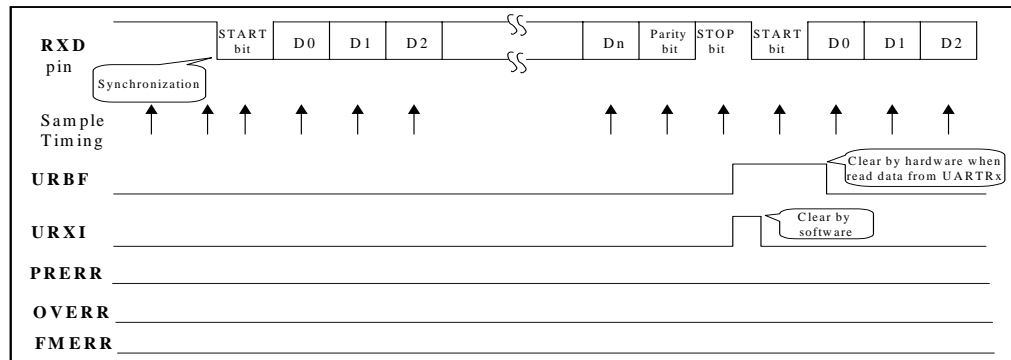 RXD
pin
START
bit
D0
D1
D2
Dn
Parity
bit
STOP
bit
START
bit
D0
D1
D2
Synchronization
Sample
Timing
URBF
Clear by hardware when
read data from UARTRx
URXI
Clear by
software
PRERR
OVERR
FMERR